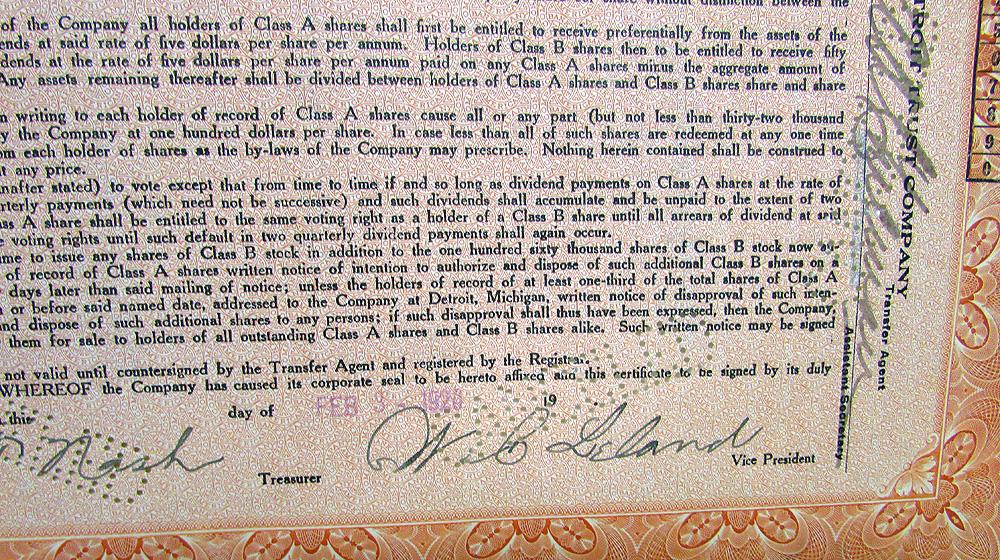 share without distinction between the
of the Company all holders of Class A shares shall first be entitled to receive preferentially from the assets of the
ends at said rate of five dollars per share per annum. Holders of Class B shares then to be entitled to receive fifty
dends at the rate of five dollars per share per annum paid on any Class A shares minus the aggregate amount of
Any assets remaining thereafter shall be divided between holders of Class A shares and Class B shares share and share
n writing to each holder of record of Class A shares cause all or any part (but not less than thirty-two thousand
y the Company at one hundred dollars per share. In case less than all of such shares are redeemed at any one time
om each holder of shares as the by-laws of the Company may prescribe. Nothing herein contained shall be construed to
t any price.
nafter stated) to vote except that from time to time if and so long as dividend payments on Class A shares at the rate of
rterly payments (which need not be successive) and such dividends shall accumulate and be unpaid to the extent of two
ss A share shall be entitled to the same voting right as a holder of a Class B share until all arrears of dividend at said
e voting rights until such default in two quarterly dividend payments shall again occur.
me to issue any shares of Class B stock in addition to the one hundred sixty thousand shares of Class B stock now au-
of record of Class A shares written notice of intention to authorize and dispose of such additional Class B shares on a
days later than said mailing of notice; unless the holders of record of at least one-third of the total shares of Class A
or before said named date, addressed to the Company at Detroit, Michigan, written notice of disapproval of such inten-
nd dispose of such additional shares to any persons; if such disapproval shall thus have been expressed, then the Company,
them for sale to holders of all outstanding Class A shares and Class B shares alike. Such written notice may be signed
not valid until countersigned by the Transfer Agent and registered by the Registrar.
WHEREOF the Company has caused its corporate seal to be hereto affixed and this certificate to be signed by its duly
this
day of FEB 9 - 1928 19
Nash
Treasurer
W C Leland
Vice President
TROIT TRUST COMPANY
Transfer Agent
Assistant Secretary